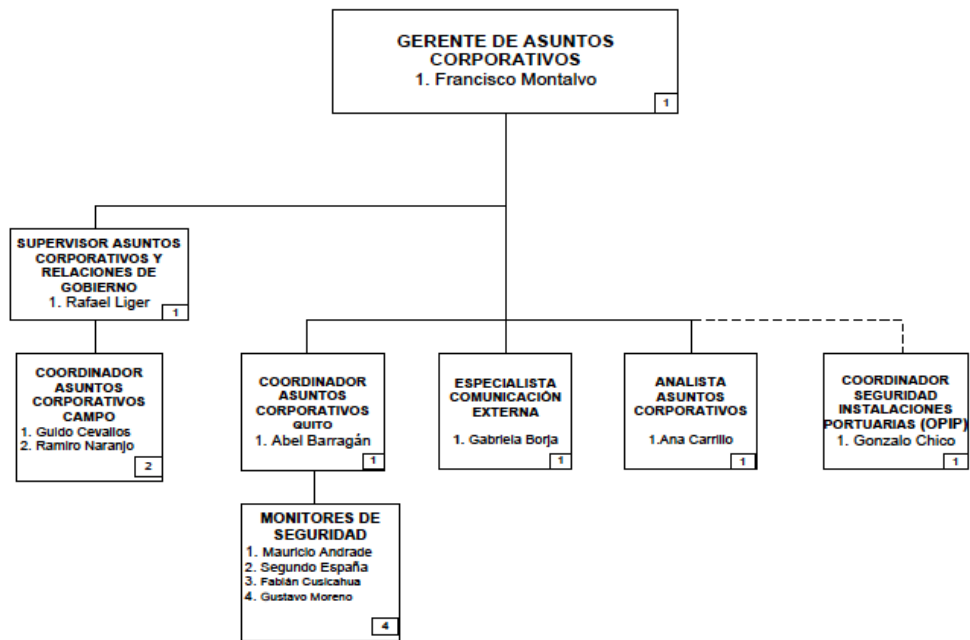 GERENTE DE ASUNTOS
CORPORATIVOS
1. Francisco Montalvo
1
SUPERVISOR ASUNTOS
CORPORATIVOS Y
RELACIONES DE
GOBIERNO
1. Rafael Liger
1
COORDINADOR
ASUNTOS
CORPORATIVOS
CAMPO
1. Guido Cevallos
2. Ramiro Naranjo
2
COORDINADOR
ASUNTOS
CORPORATIVOS
QUITO
1. Abel Barragán
1
ESPECIALISTA
COMUNICACIÓN
EXTERNA
1. Gabriela Borja
1
ANALISTA
ASUNTOS
CORPORATIVOS
1.Ana Carrillo
1
COORDINADOR
SEGURIDAD
INSTALACIONES
PORTUARIAS (OPIP)
1. Gonzalo Chico
1
MONITORES DE
SEGURIDAD
1. Mauricio Andrade
2. Segundo España
3. Fabián Cusicahua
4. Gustavo Moreno
4